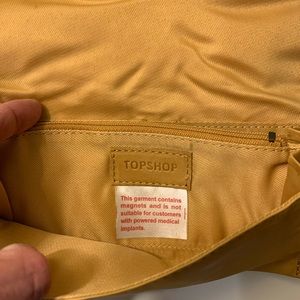 TOPSHOP
This garment contains
magnets and is not
suitable for customers
with powered medical
implants.